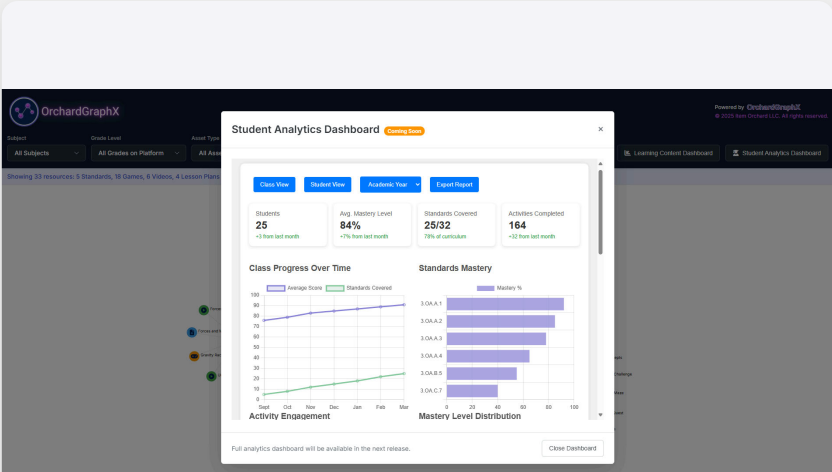 OrchardGraphX
Powered by OrchardGraphX
© 2025 Item Orchard LLC. All rights reserved.
Subject
Grade Level
Asset Type
All Subjects
All Grades on Platform
All Asse
Learning Content Dashboard
Student Analytics Dashboard
Showing 33 resources: 5 Standards, 18 Games, 6 Videos, 4 Lesson Plans
Student Analytics Dashboard Coming Soon ×
Class View Student View Academic Year Export Report
Students Avg. Mastery Level Standards Covered Activities Completed
25 84% 25/32 164
+3 from last month +7% from last month 78% of curriculum +32 from last month
Class Progress Over Time
Average Score Standards Covered
100
90
80
70
60
50
40
30
20
10
0
Sept Oct Nov Dec Jan Feb Mar
Standards Mastery
Mastery %
3.OA.A.1
3.OA.A.2
3.OA.A.3
3.OA.A.4
3.OA.B.5
3.OA.C.7
0 20 40 60 80 100
Activity Engagement Mastery Level Distribution
Full analytics dashboard will be available in the next release.
Close Dashboard